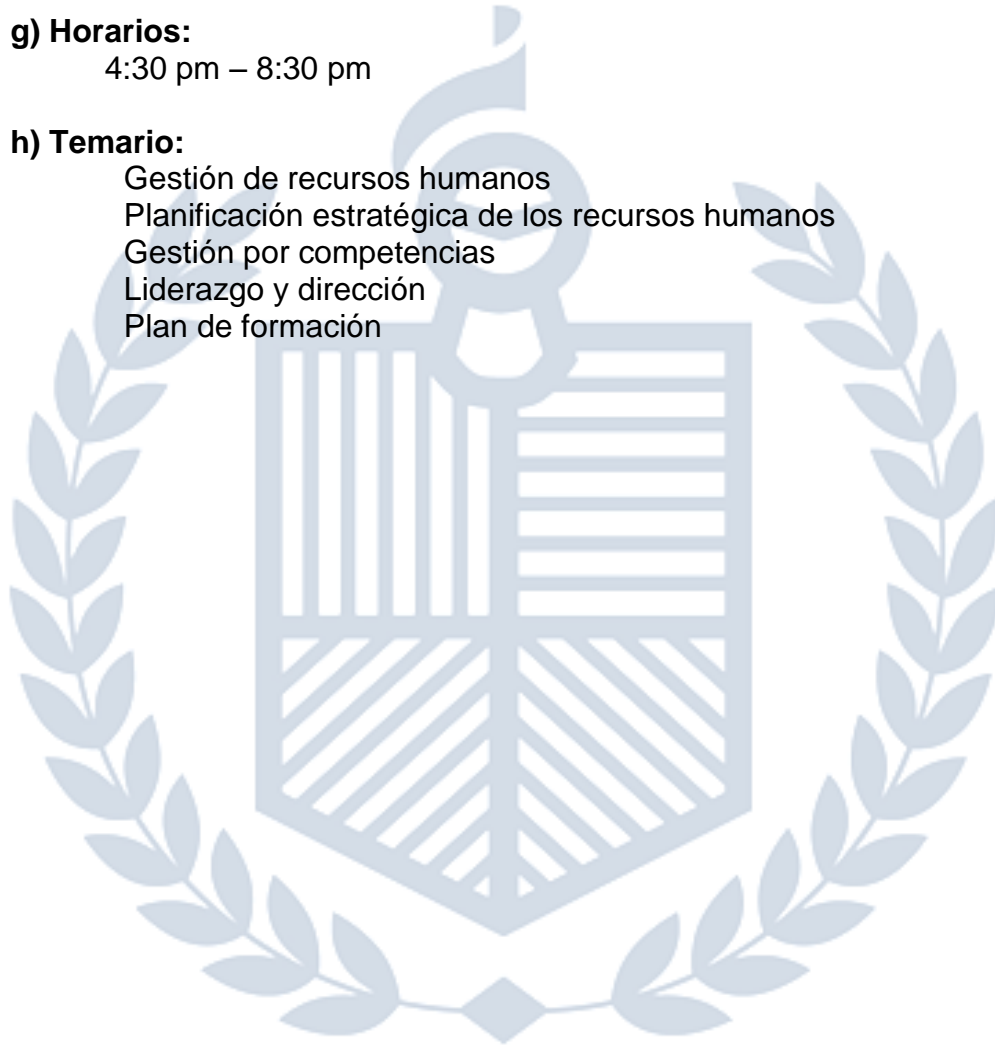 g) Horarios:
4:30 pm – 8:30 pm
h) Temario:
Gestión de recursos humanos
Planificación estratégica de los recursos humanos
Gestión por competencias
Liderazgo y dirección
Plan de formación